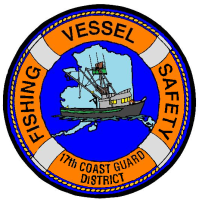 FISHING
VESSEL
SAFETY
17th COAST GUARD
DISTRICT